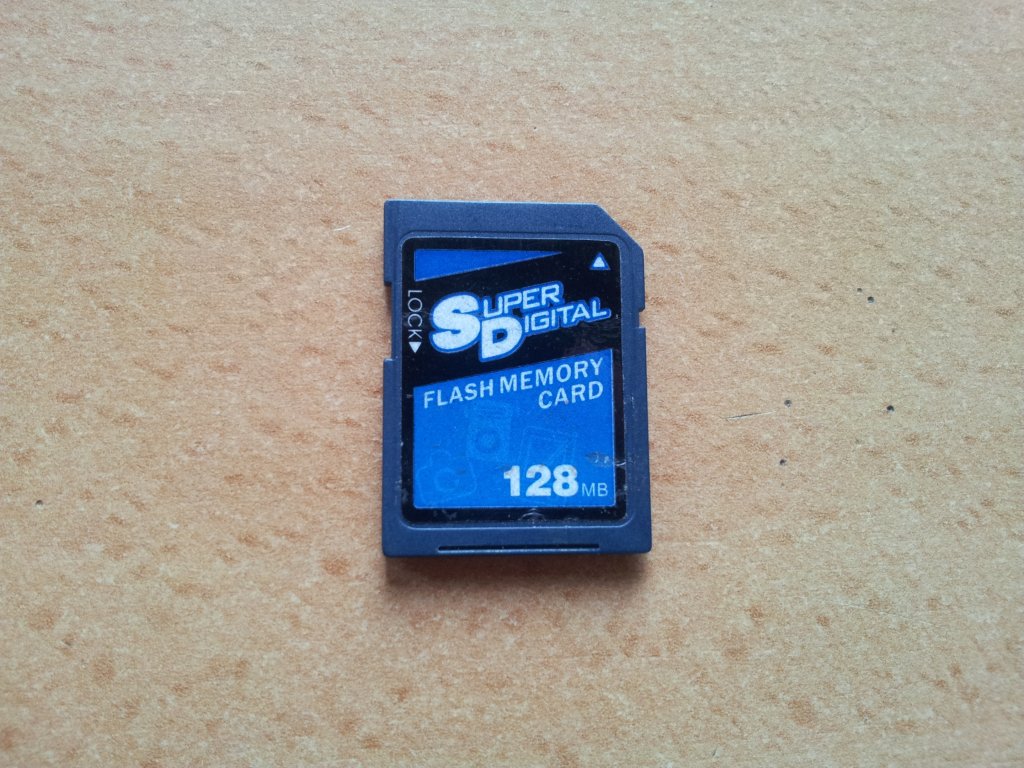 LOCK
SUPER
DIGITAL
FLASH MEMORY
CARD
128MB